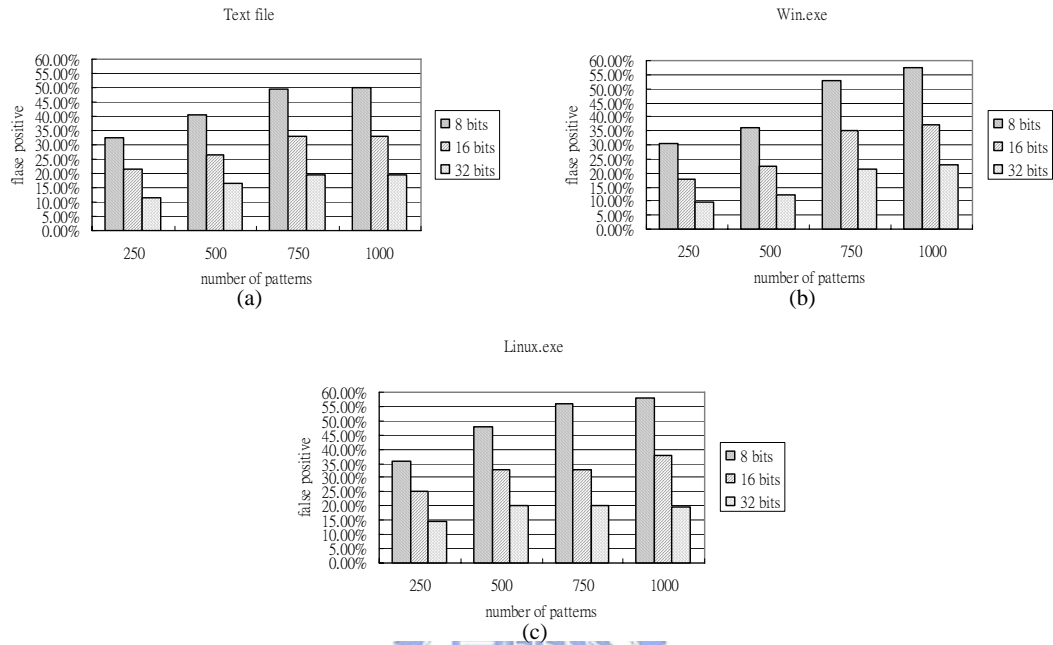 Text file
60.00%
55.00%
50.00%
45.00%
40.00%
35.00%
30.00%
25.00%
20.00%
15.00%
10.00%
5.00%
0.00%
flase positive
250 500 750 1000
number of patterns
8 bits
16 bits
32 bits
(a)
Win.exe
60.00%
55.00%
50.00%
45.00%
40.00%
35.00%
30.00%
25.00%
20.00%
15.00%
10.00%
5.00%
0.00%
flase positive
250 500 750 1000
number of patterns
8 bits
16 bits
32 bits
(b)
Linux.exe
60.00%
55.00%
50.00%
45.00%
40.00%
35.00%
30.00%
25.00%
20.00%
15.00%
10.00%
5.00%
0.00%
false positive
250 500 750 1000
number of patterns
8 bits
16 bits
32 bits
(c)